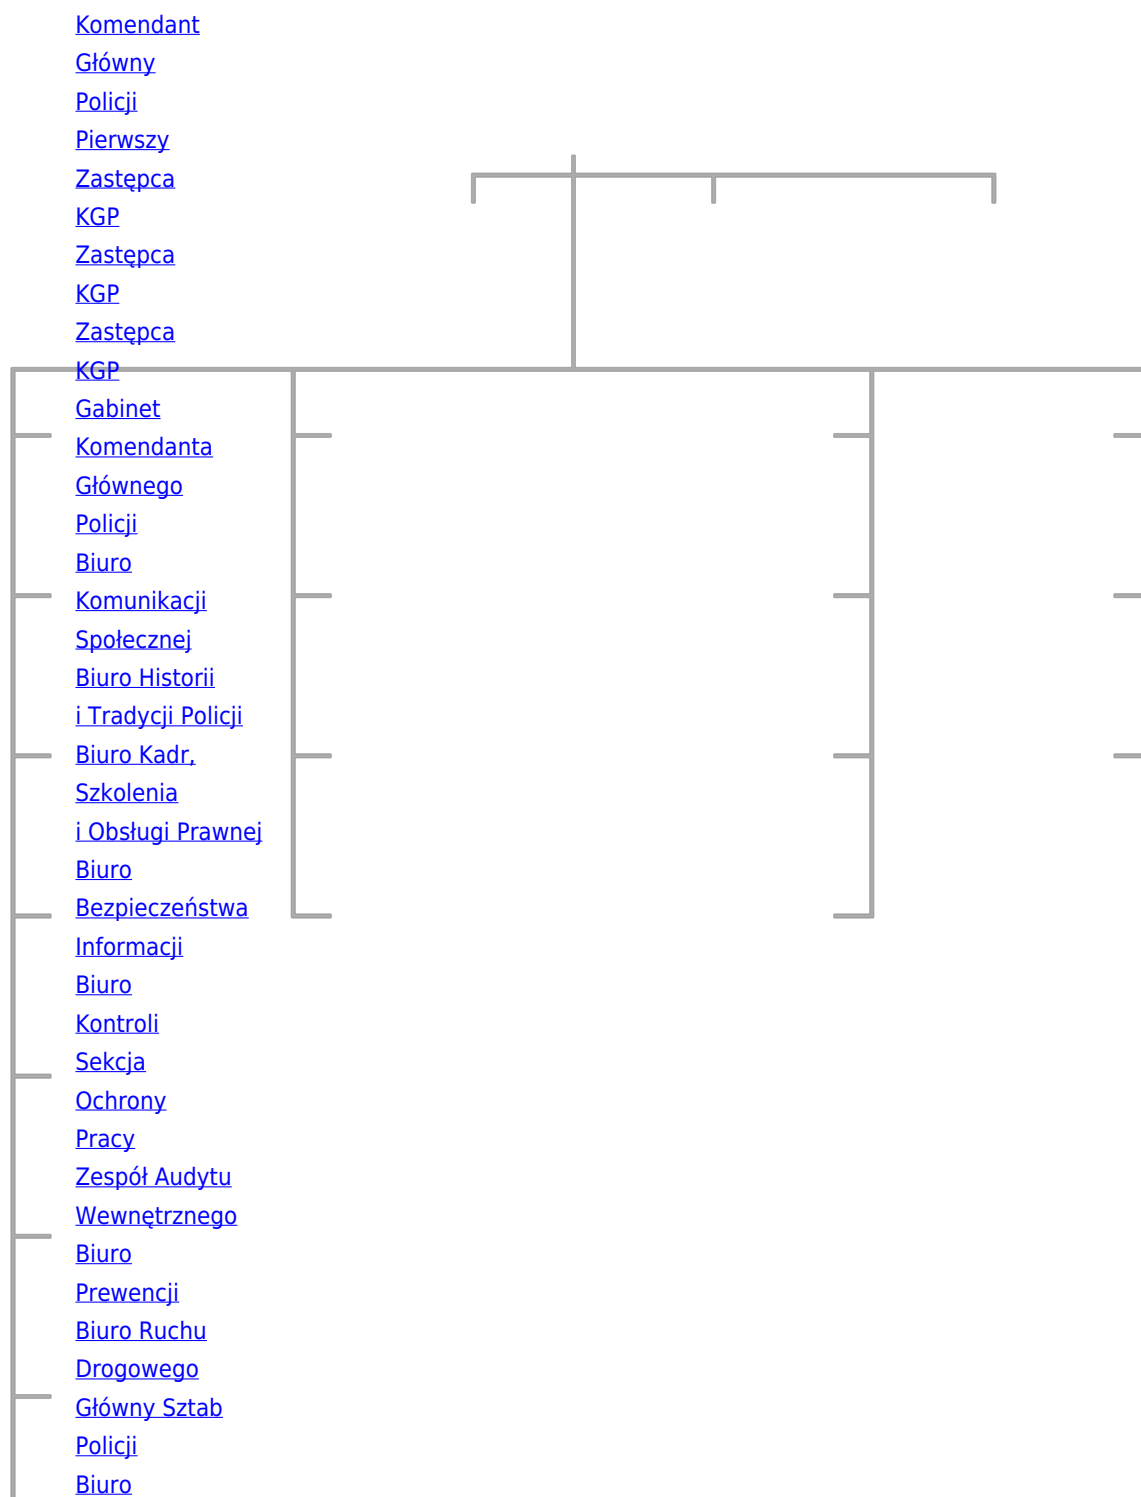 Komendant
Główny
Policji
Pierwszy
Zastępca
KGP
Zastępca
KGP
Zastępca
KGP
Gabinet
Komendanta
Głównego
Policji
Biuro
Komunikacji
Społecznej
Biuro Historii
i Tradycji Policji
Biuro Kadr,
Szkolenia
i Obsługi Prawnej
Biuro
Bezpieczeństwa
Informacji
Biuro
Kontroli
Sekcja
Ochrony
Pracy
Zespół Audytu
Wewnętrznego
Biuro
Prewencji
Biuro Ruchu
Drogowego
Główny Sztab
Policji
Biuro